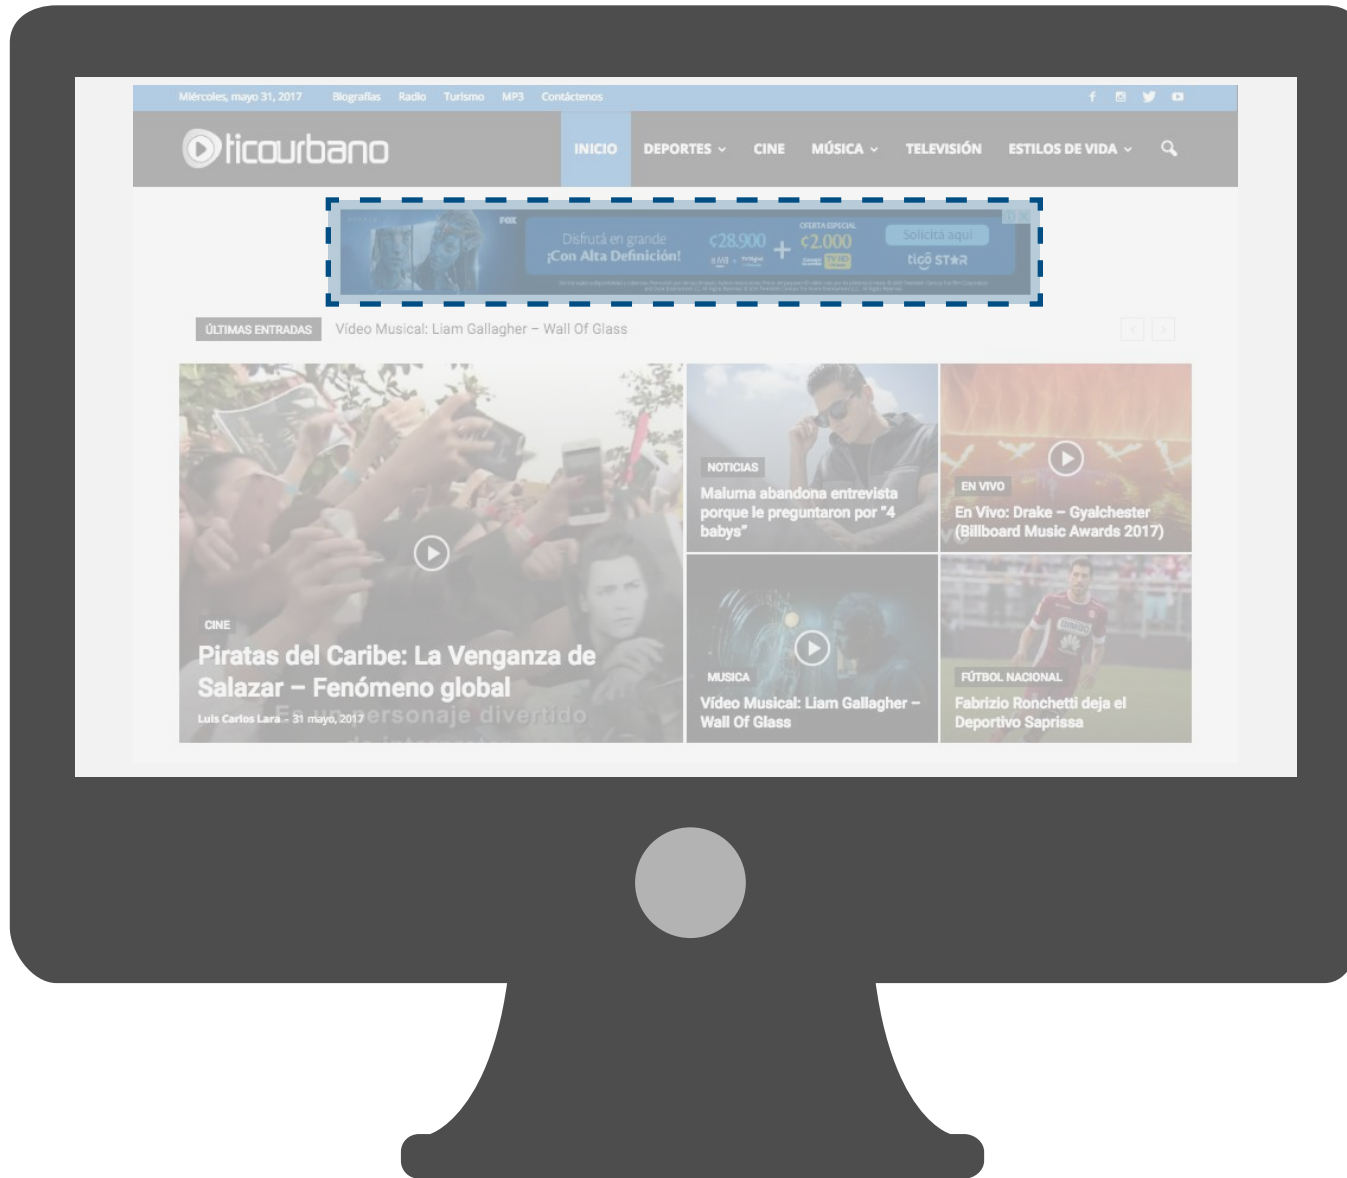 Miércoles, mayo 31, 2017 Biografías Radio Turismo MP3 Contáctenos
ticourbano
INICIO DEPORTES CINE MÚSICA TELEVISIÓN ESTILOS DE VIDA
FOX
Disfrutá en grande
¡Con Alta Definición!
¢28.900 + ¢2.000
OFERTA ESPECIAL
Solicitá aquí
tigo STAR
ÚLTIMAS ENTRADAS Vídeo Musical: Liam Gallagher – Wall Of Glass
CINE
Piratas del Caribe: La Venganza de
Salazar – Fenómeno global
Luis Carlos Lara - 31 mayo, 2017
Es un personaje divertido
NOTICIAS
Maluma abandona entrevista
porque le preguntaron por "4
babys"
EN VIVO
En Vivo: Drake – Gyalchester
(Billboard Music Awards 2017)
MUSICA
Vídeo Musical: Liam Gallagher –
Wall Of Glass
FÚTBOL NACIONAL
Fabrizio Ronchetti deja el
Deportivo Saprissa